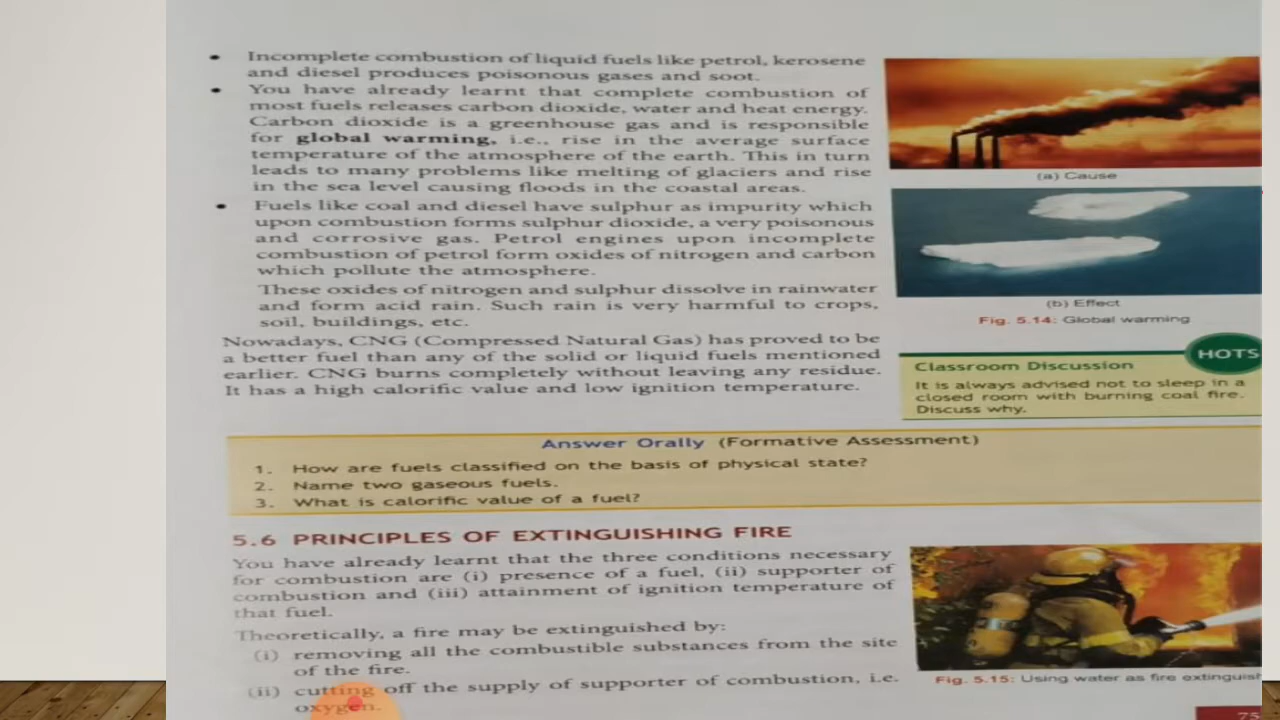 • Incomplete combustion of liquid fuels like petrol, kerosene
and diesel produces poisonous gases and soot.
• You have already learnt that complete combustion of
most fuels releases carbon dioxide, water and heat energy.
Carbon dioxide is a greenhouse gas and is responsible
for global warming, i.e., rise in the average surface
temperature of the atmosphere of the earth. This in turn
leads to many problems like melting of glaciers and rise
in the sea level causing floods in the coastal areas.
• Fuels like coal and diesel have sulphur as impurity which
upon combustion forms sulphur dioxide, a very poisonous
and corrosive gas. Petrol engines upon incomplete
combustion of petrol form oxides of nitrogen and carbon
which pollute the atmosphere.
These oxides of nitrogen and sulphur dissolve in rainwater
and form acid rain. Such rain is very harmful to crops,
soil, buildings, etc.
Nowadays, CNG (Compressed Natural Gas) has proved to be
a better fuel than any of the solid or liquid fuels mentioned
earlier. CNG burns completely without leaving any residue.
It has a high calorific value and low ignition temperature.
(a) Cause
(b) Effect
Fig. 5.14: Global warming
HOTS
Classroom Discussion
It is always advised not to sleep in a
closed room with burning coal fire.
Discuss why.
Answer Orally (Formative Assessment)
1. How are fuels classified on the basis of physical state?
2. Name two gaseous fuels.
3. What is calorific value of a fuel?
5.6 PRINCIPLES OF EXTINGUISHING FIRE
You have already learnt that the three conditions necessary
for combustion are (i) presence of a fuel, (ii) supporter of
combustion and (iii) attainment of ignition temperature of
that fuel.
Theoretically, a fire may be extinguished by:
(i) removing all the combustible substances from the site
of the fire.
(ii) cutting off the supply of supporter of combustion, i.e.
oxygen.
Fig. 5.15: Using water as fire extinguish
75